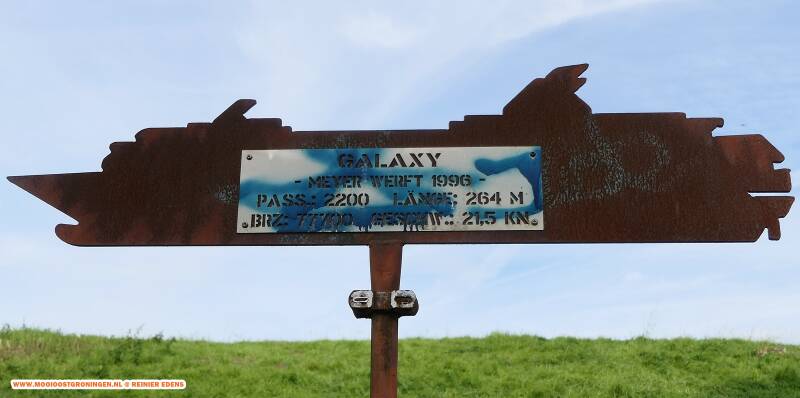 GALAXY
- MEYER WERFT 1996 -
PASS.: 2200 LÄNGE: 264 M
BRZ: 77700 GESCHW.: 21,5 KN
WWW.MOOIOOSTGRONINGEN.NL @ REINIER EDENS